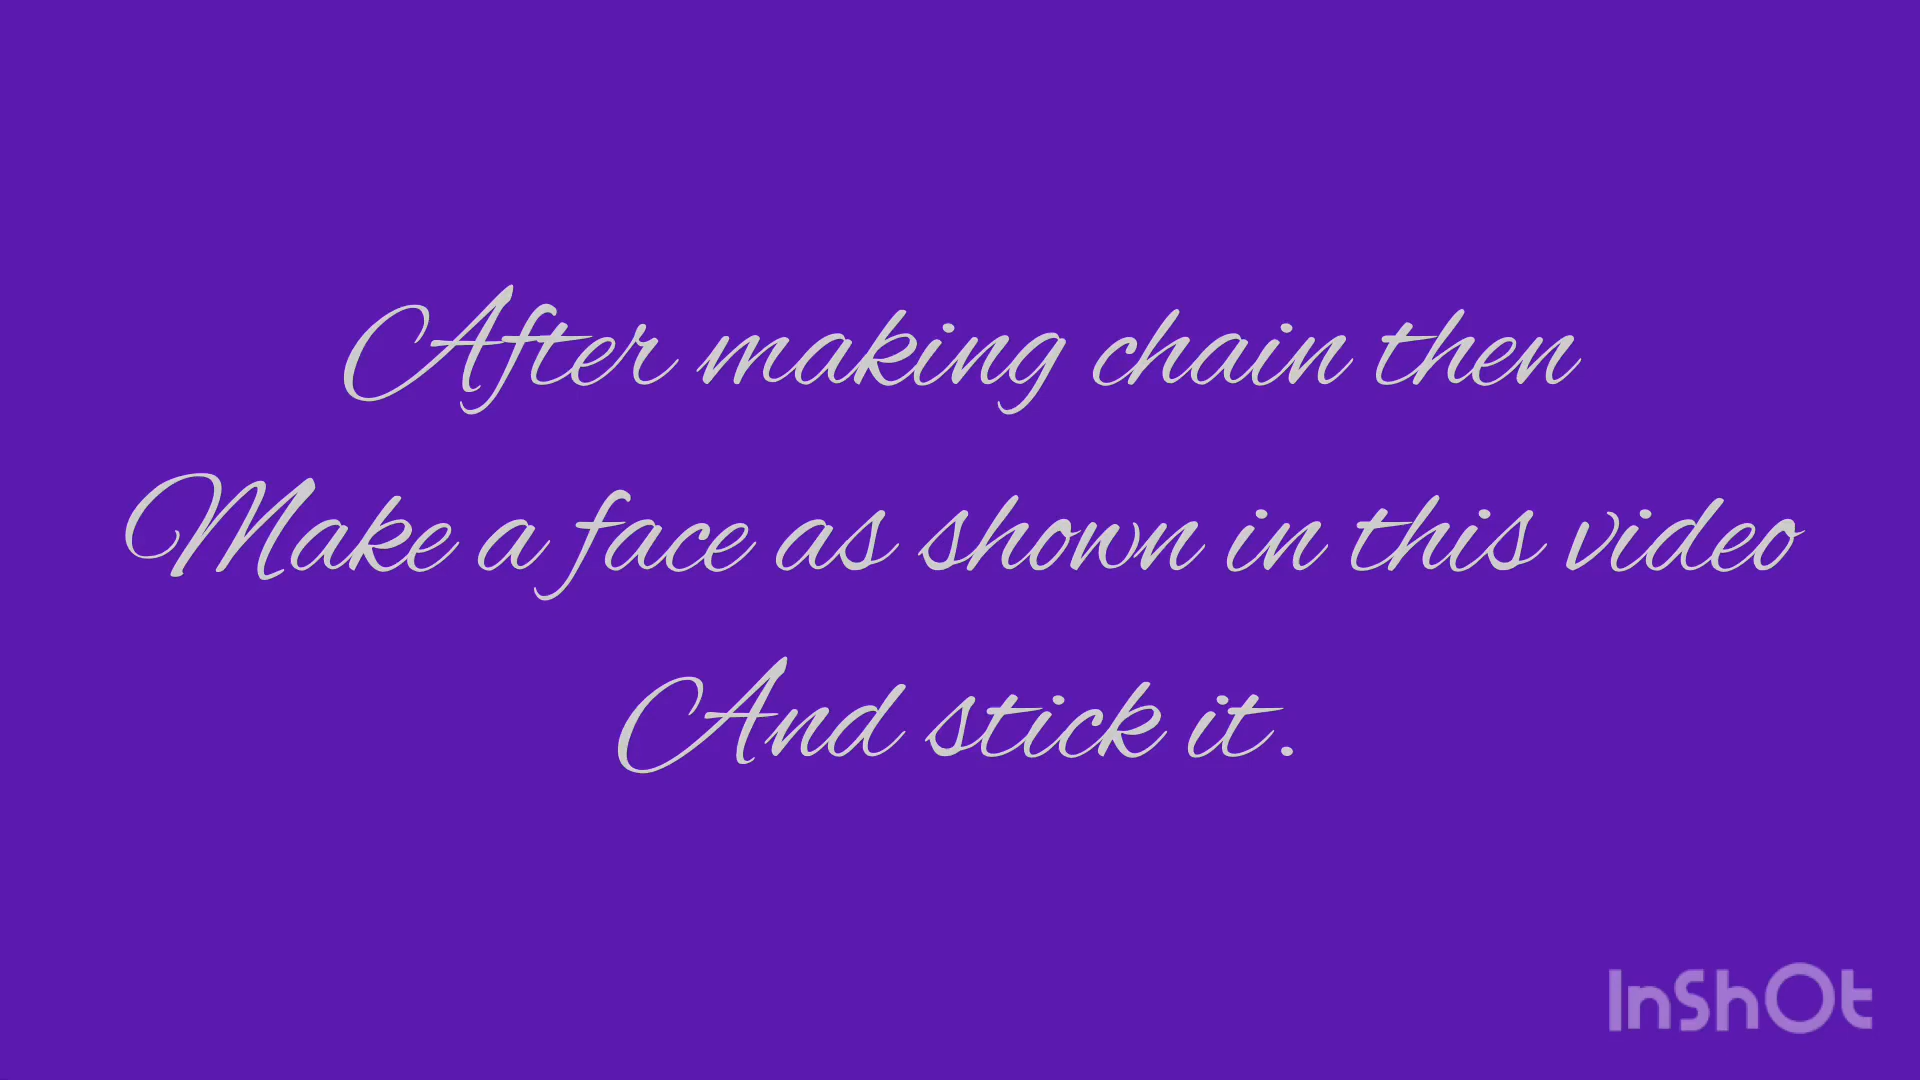 After making chain then
Make a face as shown in this video
And stick it.
InShOt